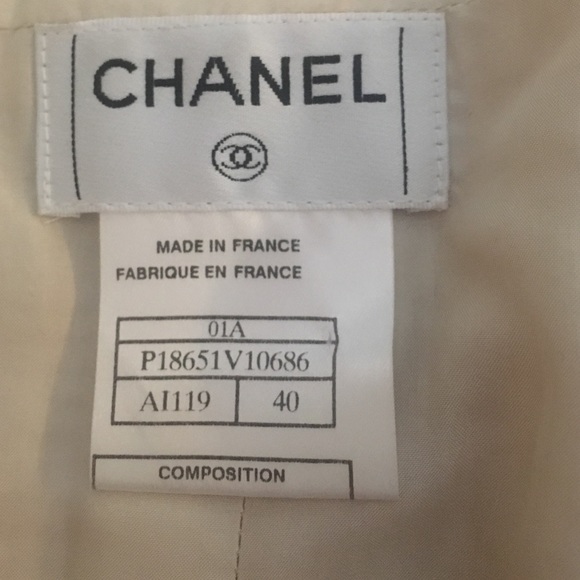 CHANEL
MADE IN FRANCE
FABRIQUE EN FRANCE
01A
P18651V10686
AI119 40
COMPOSITION